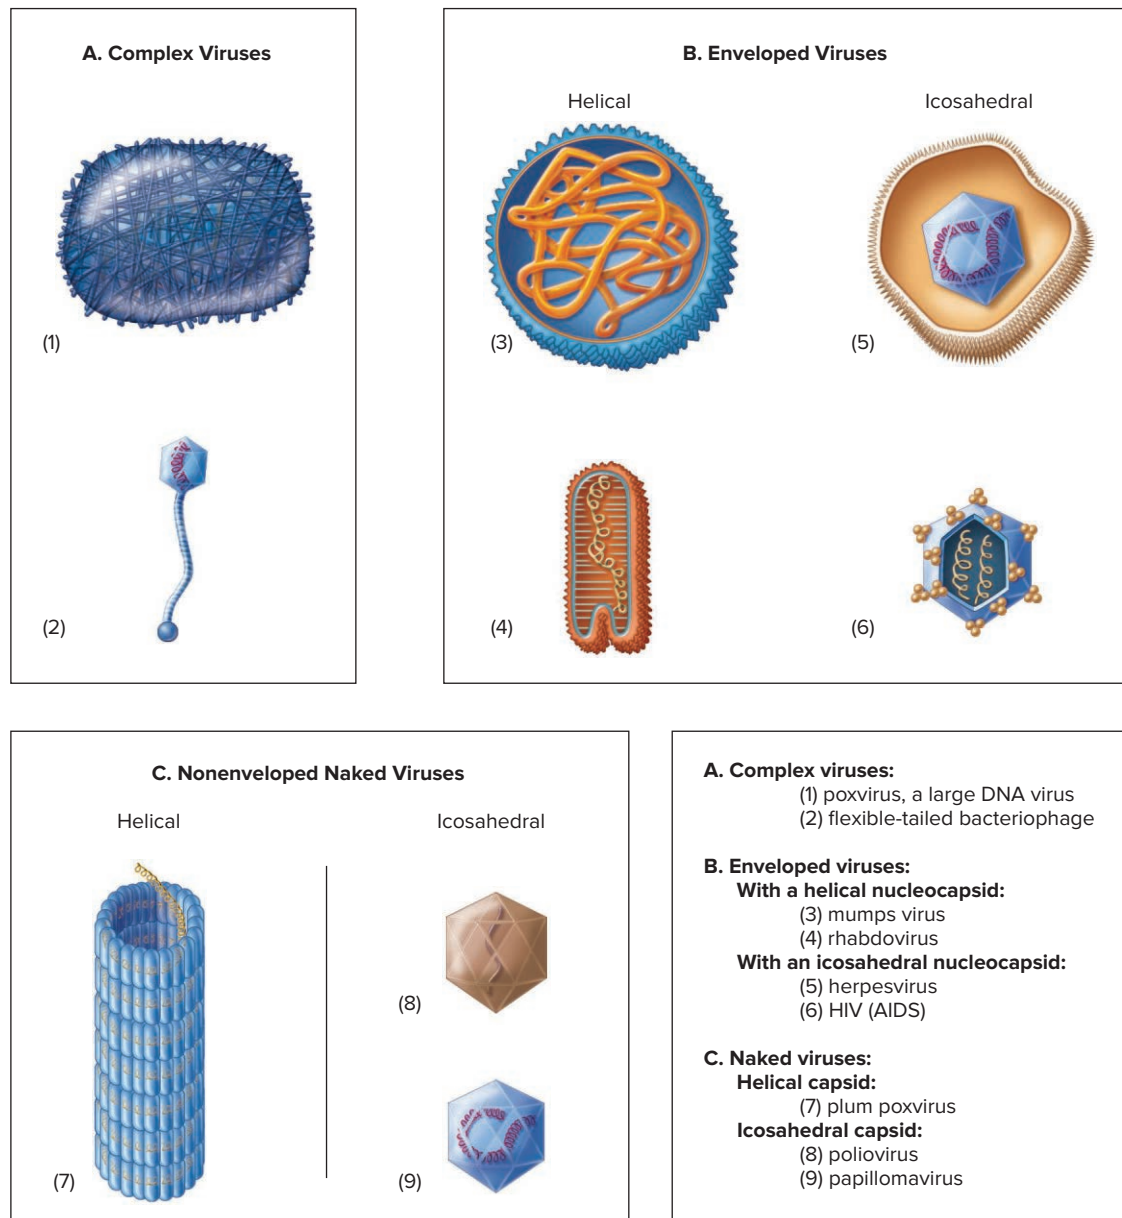 A. Complex Viruses
(1)
(2)
B. Enveloped Viruses
Helical
Icosahedral
(3)
(5)
(4)
(6)
C. Nonenveloped Naked Viruses
Helical
Icosahedral
(7)
(8)
(9)
A. Complex viruses:
(1) poxvirus, a large DNA virus
(2) flexible-tailed bacteriophage
B. Enveloped viruses:
With a helical nucleocapsid:
(3) mumps virus
(4) rhabdovirus
With an icosahedral nucleocapsid:
(5) herpesvirus
(6) HIV (AIDS)
C. Naked viruses:
Helical capsid:
(7) plum poxvirus
Icosahedral capsid:
(8) poliovirus
(9) papillomavirus